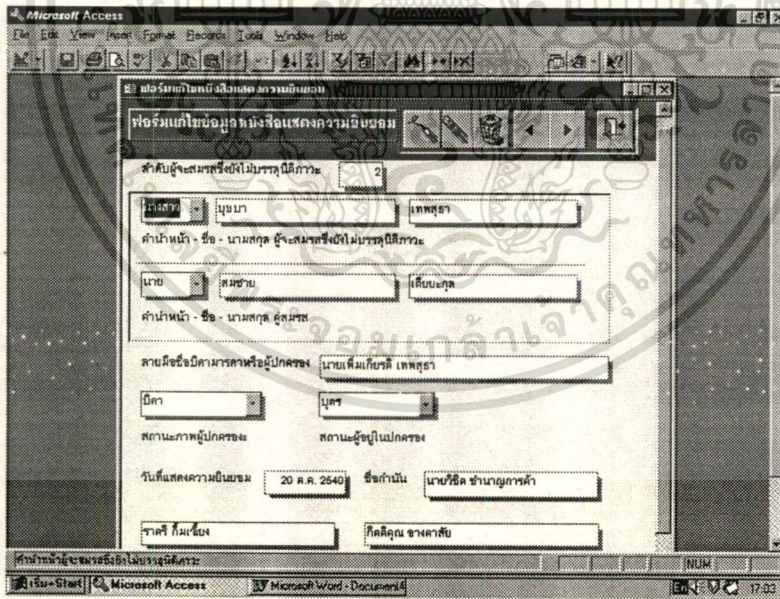 Microsoft Access
File Edit View Insert Format Records Tools Window Help
ฟอร์มแก้ไขหนังสือแสดงความยินยอม
ฟอร์มแก้ไขข้อมูลหนังสือแสดงความยินยอม
ลำดับผู้จะสมรสซึ่งยังไม่บรรลุนิติภาวะ 2
นางสาว บุษบา เทพสุธา
คำนำหน้า - ชื่อ - นามสกุล ผู้จะสมรสซึ่งยังไม่บรรลุนิติภาวะ
นาย สมชาย เดียยะกุล
คำนำหน้า - ชื่อ - นามสกุล คู่สมรส
ลายมือชื่อบิดามารดาหรือผู้ปกครอง นายเพิ่มเกียรติ เทพสุธา
บิดา บุตร
สถานะภาพผู้ปกครอง สถานะผู้อยู่ในปกครอง
วันที่แสดงความยินยอม 20 ต.ค. 2540 ชื่อกำนัน นายวิชิต ชำนาญการค้า
ราตรี กิ้มเซี้ยง กิตติคุณ
คำนำหน้าผู้จะสมรสซึ่งยังไม่บรรลุนิติภาวะ NUM
เริ่ม-Start Microsoft Access Microsoft Word - Document4 En 17:03